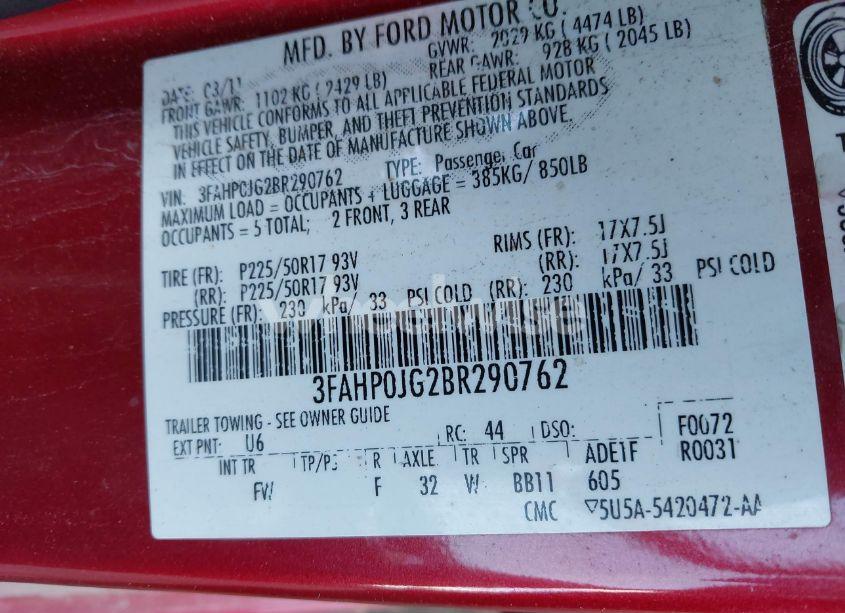 MFD. BY FORD MOTOR CO.
DATE: 03/11 GVWR: 2029 KG ( 4474 LB)
FRONT GAWR: 1102 KG ( 2429 LB) REAR GAWR: 928 KG ( 2045 LB)
THIS VEHICLE CONFORMS TO ALL APPLICABLE FEDERAL MOTOR
VEHICLE SAFETY, BUMPER, AND THEFT PREVENTION STANDARDS
IN EFFECT ON THE DATE OF MANUFACTURE SHOWN ABOVE.
VIN: 3FAHP0JG2BR290762 TYPE: Passenger Car
MAXIMUM LOAD = OCCUPANTS + LUGGAGE = 385KG/ 850LB
OCCUPANTS = 5 TOTAL; 2 FRONT, 3 REAR
TIRE (FR): P225/50R17 93V RIMS (FR): 17X7.5J
(RR): P225/50R17 93V (RR): 17X7.5J
PRESSURE (FR): 230 kPa/ 33 PSI COLD (RR): 230 kPa/ 33 PSI COLD
3FAHP0JG2BR290762
TRAILER TOWING - SEE OWNER GUIDE
EXT PNT: U6 RC: 44 DSO: F0072
INT TR TP/PS R AXLE TR SPR ADE1F R0031
FW F 32 W BB11 605
CMC ▽5U5A-5420472-AA